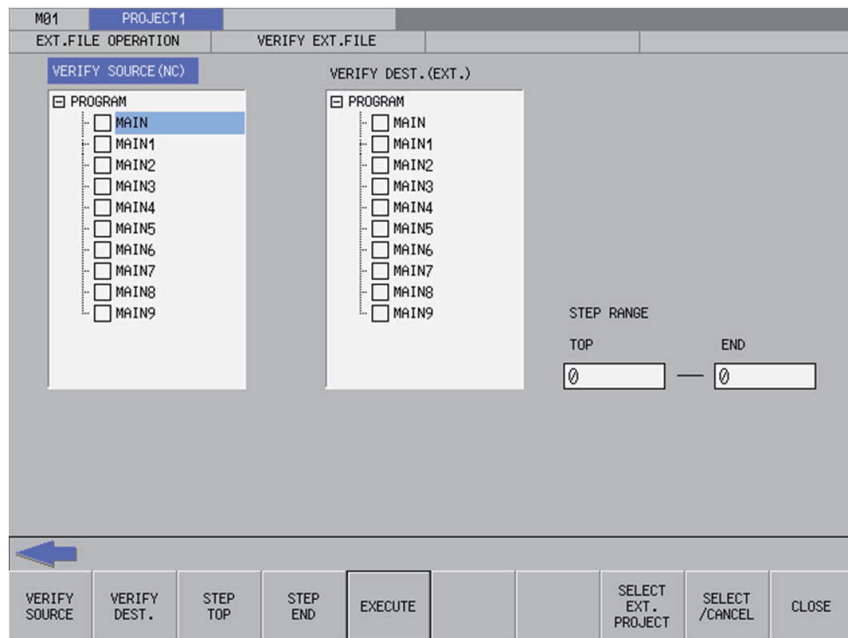 M01 PROJECT1
EXT.FILE OPERATION VERIFY EXT.FILE
VERIFY SOURCE(NC) VERIFY DEST.(EXT.)
PROGRAM PROGRAM
MAIN MAIN
MAIN1 MAIN1
MAIN2 MAIN2
MAIN3 MAIN3
MAIN4 MAIN4
MAIN5 MAIN5
MAIN6 MAIN6
MAIN7 MAIN7
MAIN8 MAIN8
MAIN9 MAIN9
STEP RANGE
TOP END
0 — 0
VERIFY SOURCE
VERIFY DEST.
STEP TOP
STEP END
EXECUTE
SELECT EXT. PROJECT
SELECT /CANCEL
CLOSE